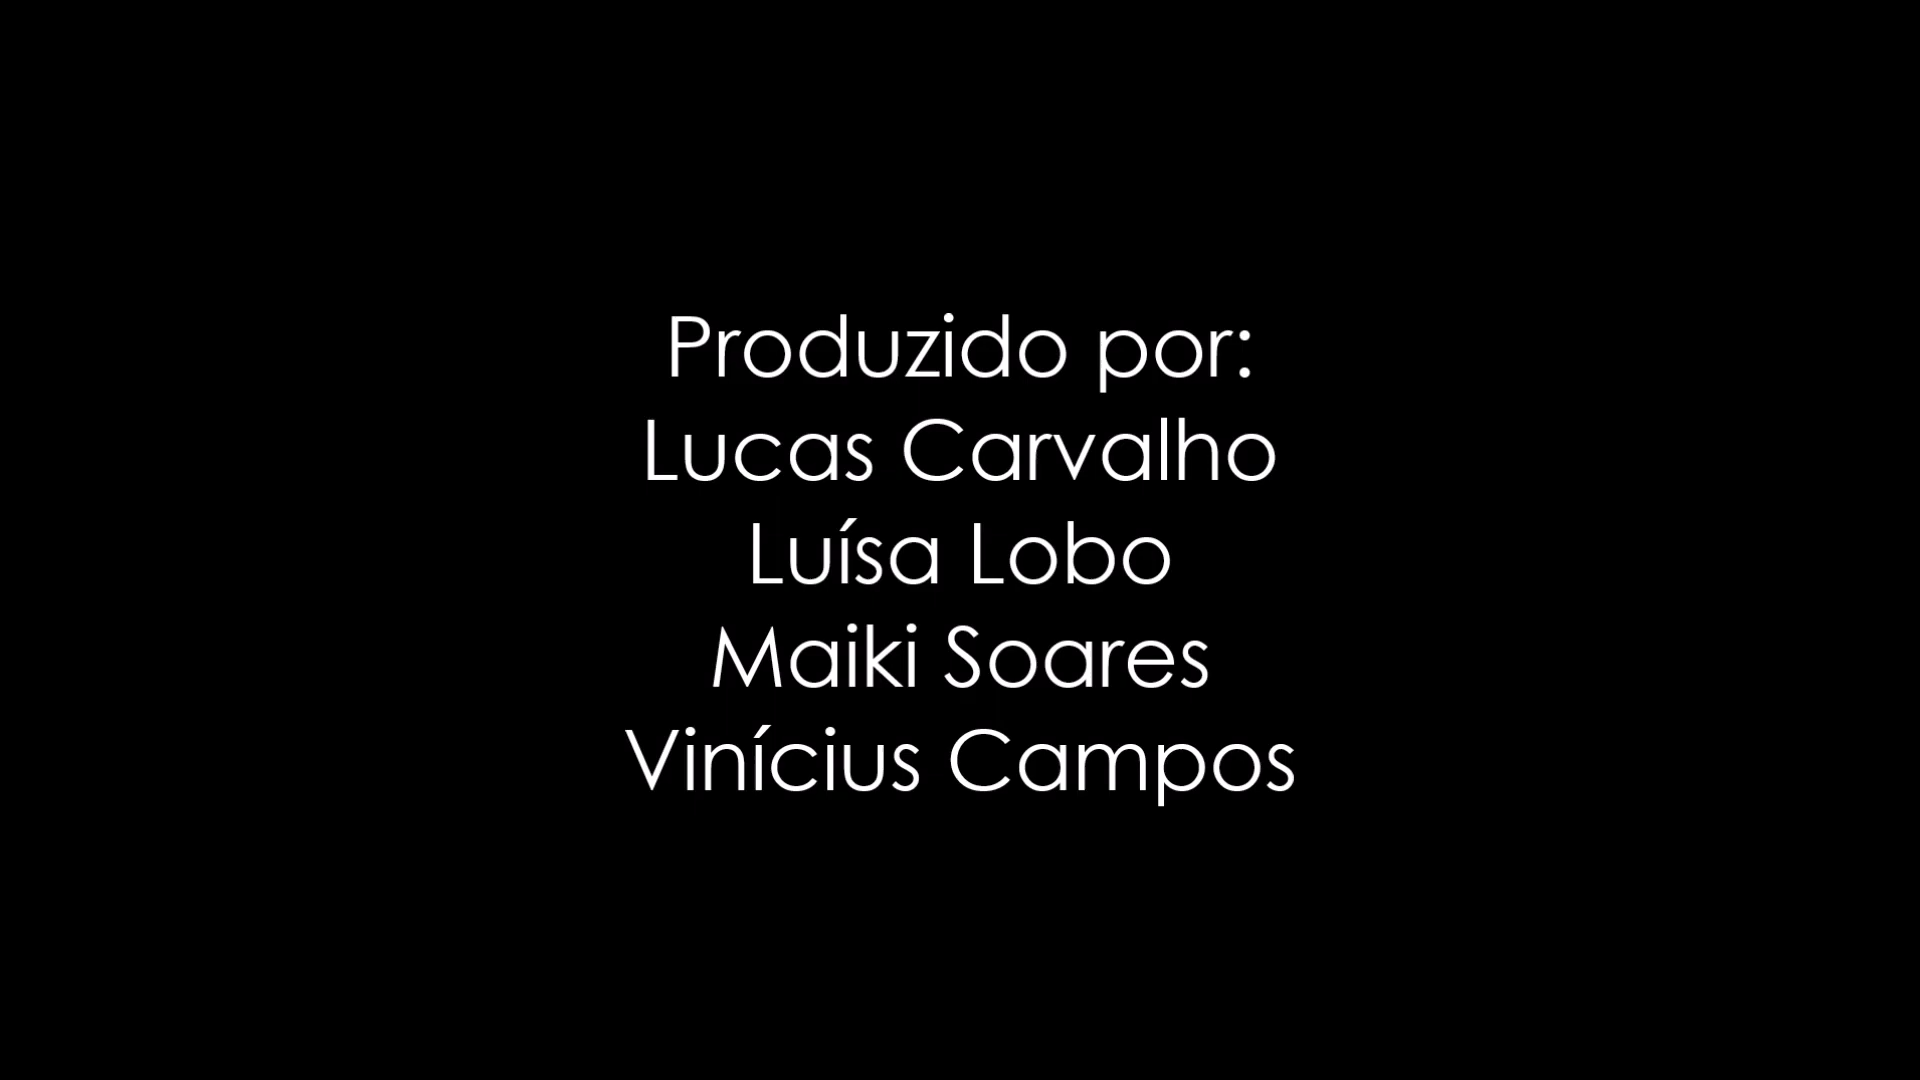 Produzido por:
Lucas Carvalho
Luísa Lobo
Maiki Soares
Vinícius Campos